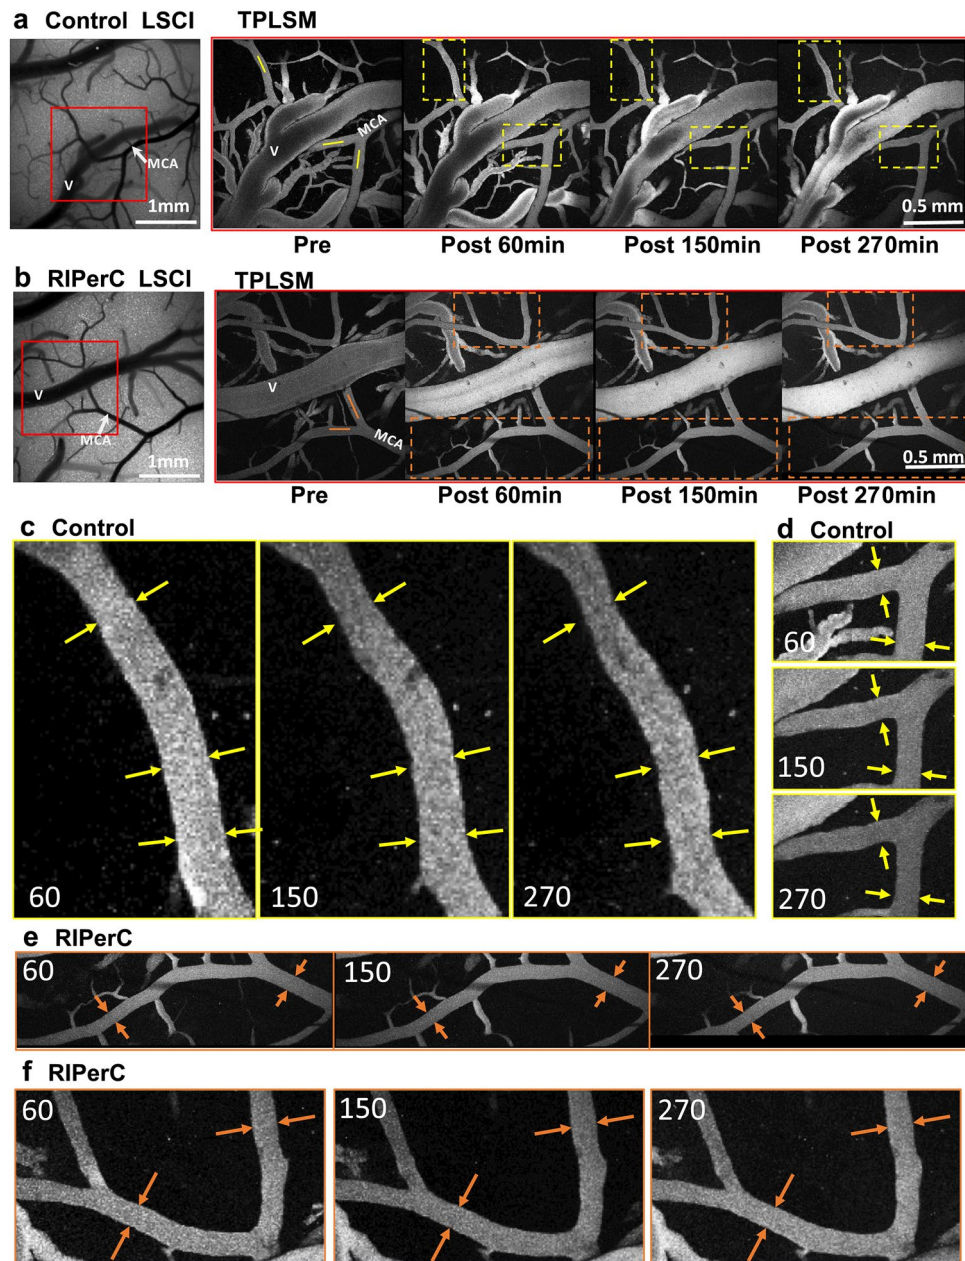 a Control LSCI TPLSM
MCA
V
1mm
V
MCA
0.5 mm
Pre Post 60min Post 150min Post 270min
b RIPerC LSCI TPLSM
V
MCA
1mm
V
MCA
0.5 mm
Pre Post 60min Post 150min Post 270min
c Control
60 150 270
d Control
60
150
270
e RIPerC
60 150 270
f RIPerC
60 150 270